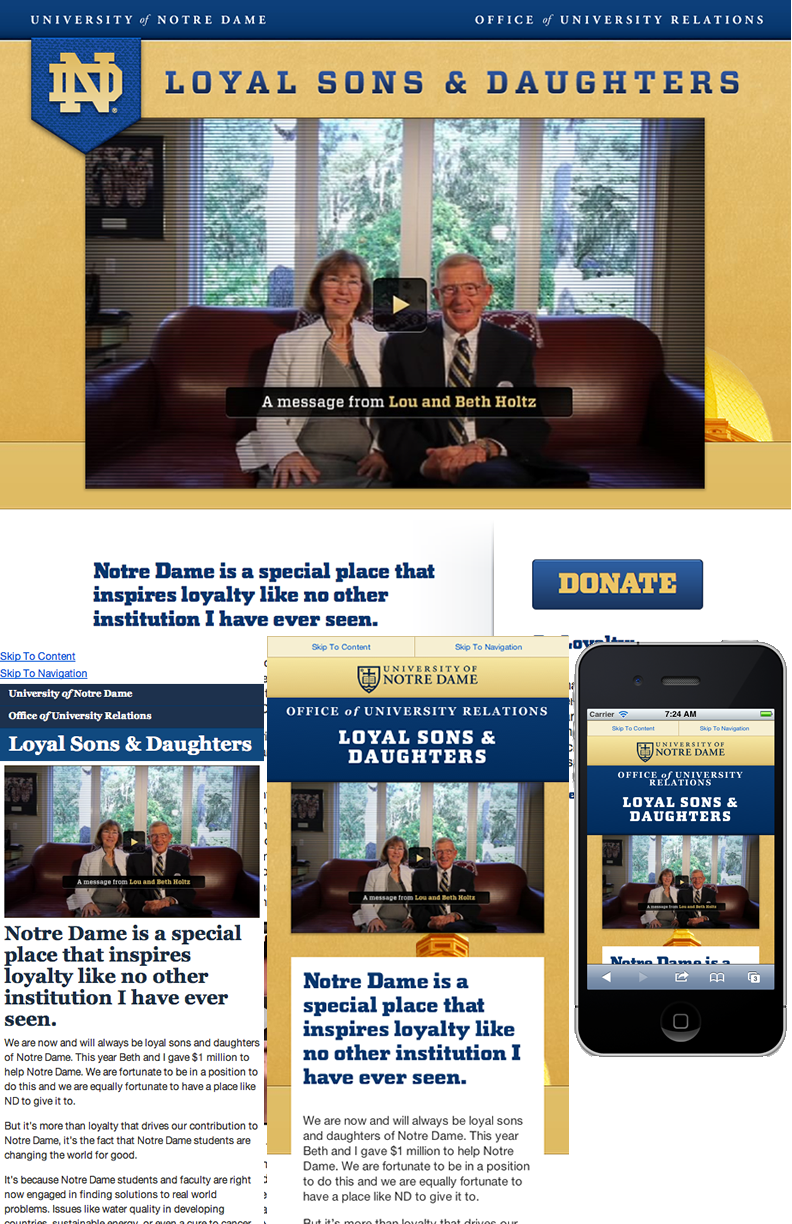 UNIVERSITY of NOTRE DAME
OFFICE of UNIVERSITY RELATIONS
ND
LOYAL SONS & DAUGHTERS
A message from Lou and Beth Holtz
Notre Dame is a special place that
inspires loyalty like no other
institution I have ever seen.
DONATE
Loyalty
Skip To Content
Skip To Navigation
University of Notre Dame
Office of University Relations
Loyal Sons & Daughters
A message from Lou and Beth Holtz
Notre Dame is a special
place that inspires
loyalty like no other
institution I have ever
seen.
We are now and will always be loyal sons and daughters
of Notre Dame. This year Beth and I gave $1 million to
help Notre Dame. We are fortunate to be in a position to
do this and we are equally fortunate to have a place like
ND to give it to.
But it's more than loyalty that drives our contribution to
Notre Dame, it's the fact that Notre Dame students are
changing the world for good.
It's because Notre Dame students and faculty are right
now engaged in finding solutions to real world
problems. Issues like water quality in developing
countries, sustainable energy, or even a cure to cancer
Skip To Content
Skip To Navigation
UNIVERSITY OF
NOTRE DAME
OFFICE of UNIVERSITY RELATIONS
LOYAL SONS &
DAUGHTERS
A message from Lou and Beth Holtz
Notre Dame is a
special place that
inspires loyalty like
no other institution I
have ever seen.
We are now and will always be loyal sons
and daughters of Notre Dame. This year
Beth and I gave $1 million to help Notre
Dame. We are fortunate to be in a position
to do this and we are equally fortunate to
have a place like ND to give it to.
But it's more than loyalty that drives our
Carrier
7:24 AM
Skip To Content
Skip To Navigation
UNIVERSITY OF
NOTRE DAME
OFFICE of UNIVERSITY
RELATIONS
LOYAL SONS &
DAUGHTERS
A message from Lou and Beth Holtz
Notre Dame is a
3